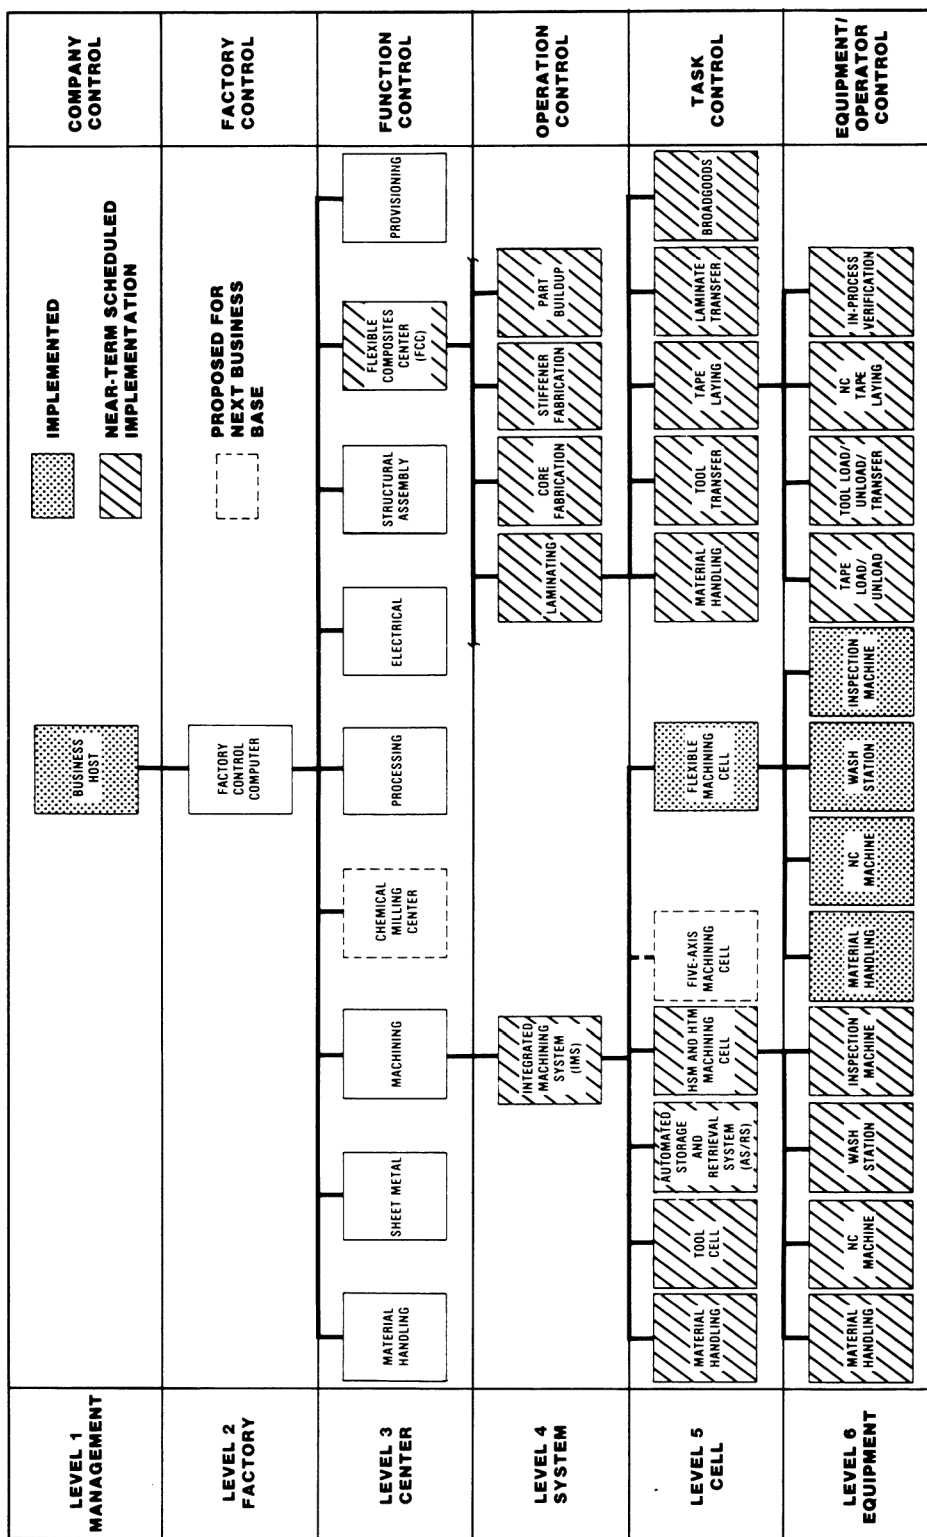 LEVEL 1
MANAGEMENT
BUSINESS
HOST
IMPLEMENTED
NEAR-TERM SCHEDULED
IMPLEMENTATION
COMPANY
CONTROL
LEVEL 2
FACTORY
FACTORY
CONTROL
COMPUTER
PROPOSED FOR
NEXT BUSINESS
BASE
FACTORY
CONTROL
LEVEL 3
CENTER
MATERIAL
HANDLING
SHEET METAL
MACHINING
CHEMICAL
MILLING
CENTER
PROCESSING
ELECTRICAL
STRUCTURAL
ASSEMBLY
FLEXIBLE
COMPOSITES
CENTER
(FCC)
PROVISIONING
FUNCTION
CONTROL
LEVEL 4
SYSTEM
INTEGRATED
MACHINING
SYSTEM
(IMS)
LAMINATING
CORE
FABRICATION
STIFFENER
FABRICATION
PART
BUILDUP
OPERATION
CONTROL
LEVEL 5
CELL
MATERIAL
HANDLING
TOOL
CELL
AUTOMATED
STORAGE
AND
RETRIEVAL
SYSTEM
(AS/RS)
HSM AND HTM
MACHINING
CELL
FIVE-AXIS
MACHINING
CELL
FLEXIBLE
MACHINING
CELL
MATERIAL
HANDLING
TOOL
TRANSFER
TAPE
LAYING
LAMINATE
TRANSFER
BROADGOODS
TASK
CONTROL
LEVEL 6
EQUIPMENT
MATERIAL
HANDLING
NC
MACHINE
WASH
STATION
INSPECTION
MACHINE
MATERIAL
HANDLING
NC
MACHINE
WASH
STATION
INSPECTION
MACHINE
TAPE
LOAD/
UNLOAD
TOOL LOAD/
UNLOAD/
TRANSFER
NC
TAPE
LAYING
IN-PROCESS
VERIFICATION
EQUIPMENT/
OPERATOR
CONTROL